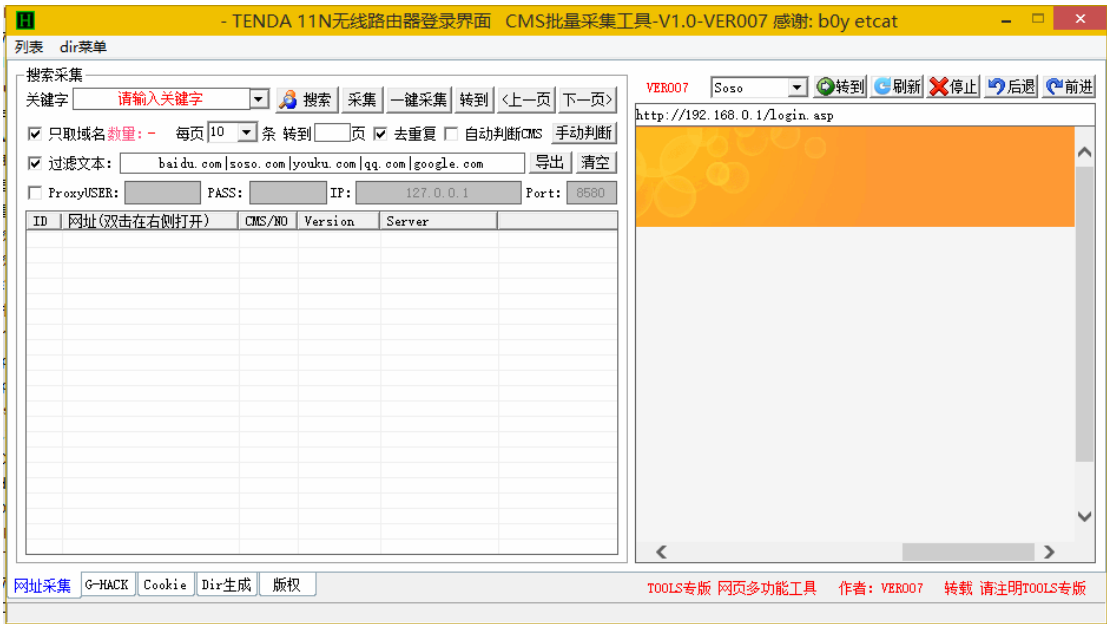 - TENDA 11N无线路由器登录界面 CMS批量采集工具-V1.0-VER007 感谢: b0y etcat
列表 dir菜单
搜索采集
关键字 请输入关键字 搜索 采集 一键采集 转到 <上一页 下一页>
只取域名数量:- 每页 10 条 转到 页 去重复 自动判断CMS 手动判断
过滤文本: baidu.com|soso.com|youku.com|qq.com|google.com 导出 清空
ProxyUSER: PASS: IP: 127.0.0.1 Port: 8580
ID 网址(双击在右侧打开) CMS/NO Version Server
VER007 Soso 转到 刷新 停止 后退 前进
http://192.168.0.1/login.asp
网址采集 G-HACK Cookie Dir生成 版权
TOOLS专版 网页多功能工具 作者: VER007 转载 请注明TOOLS专版